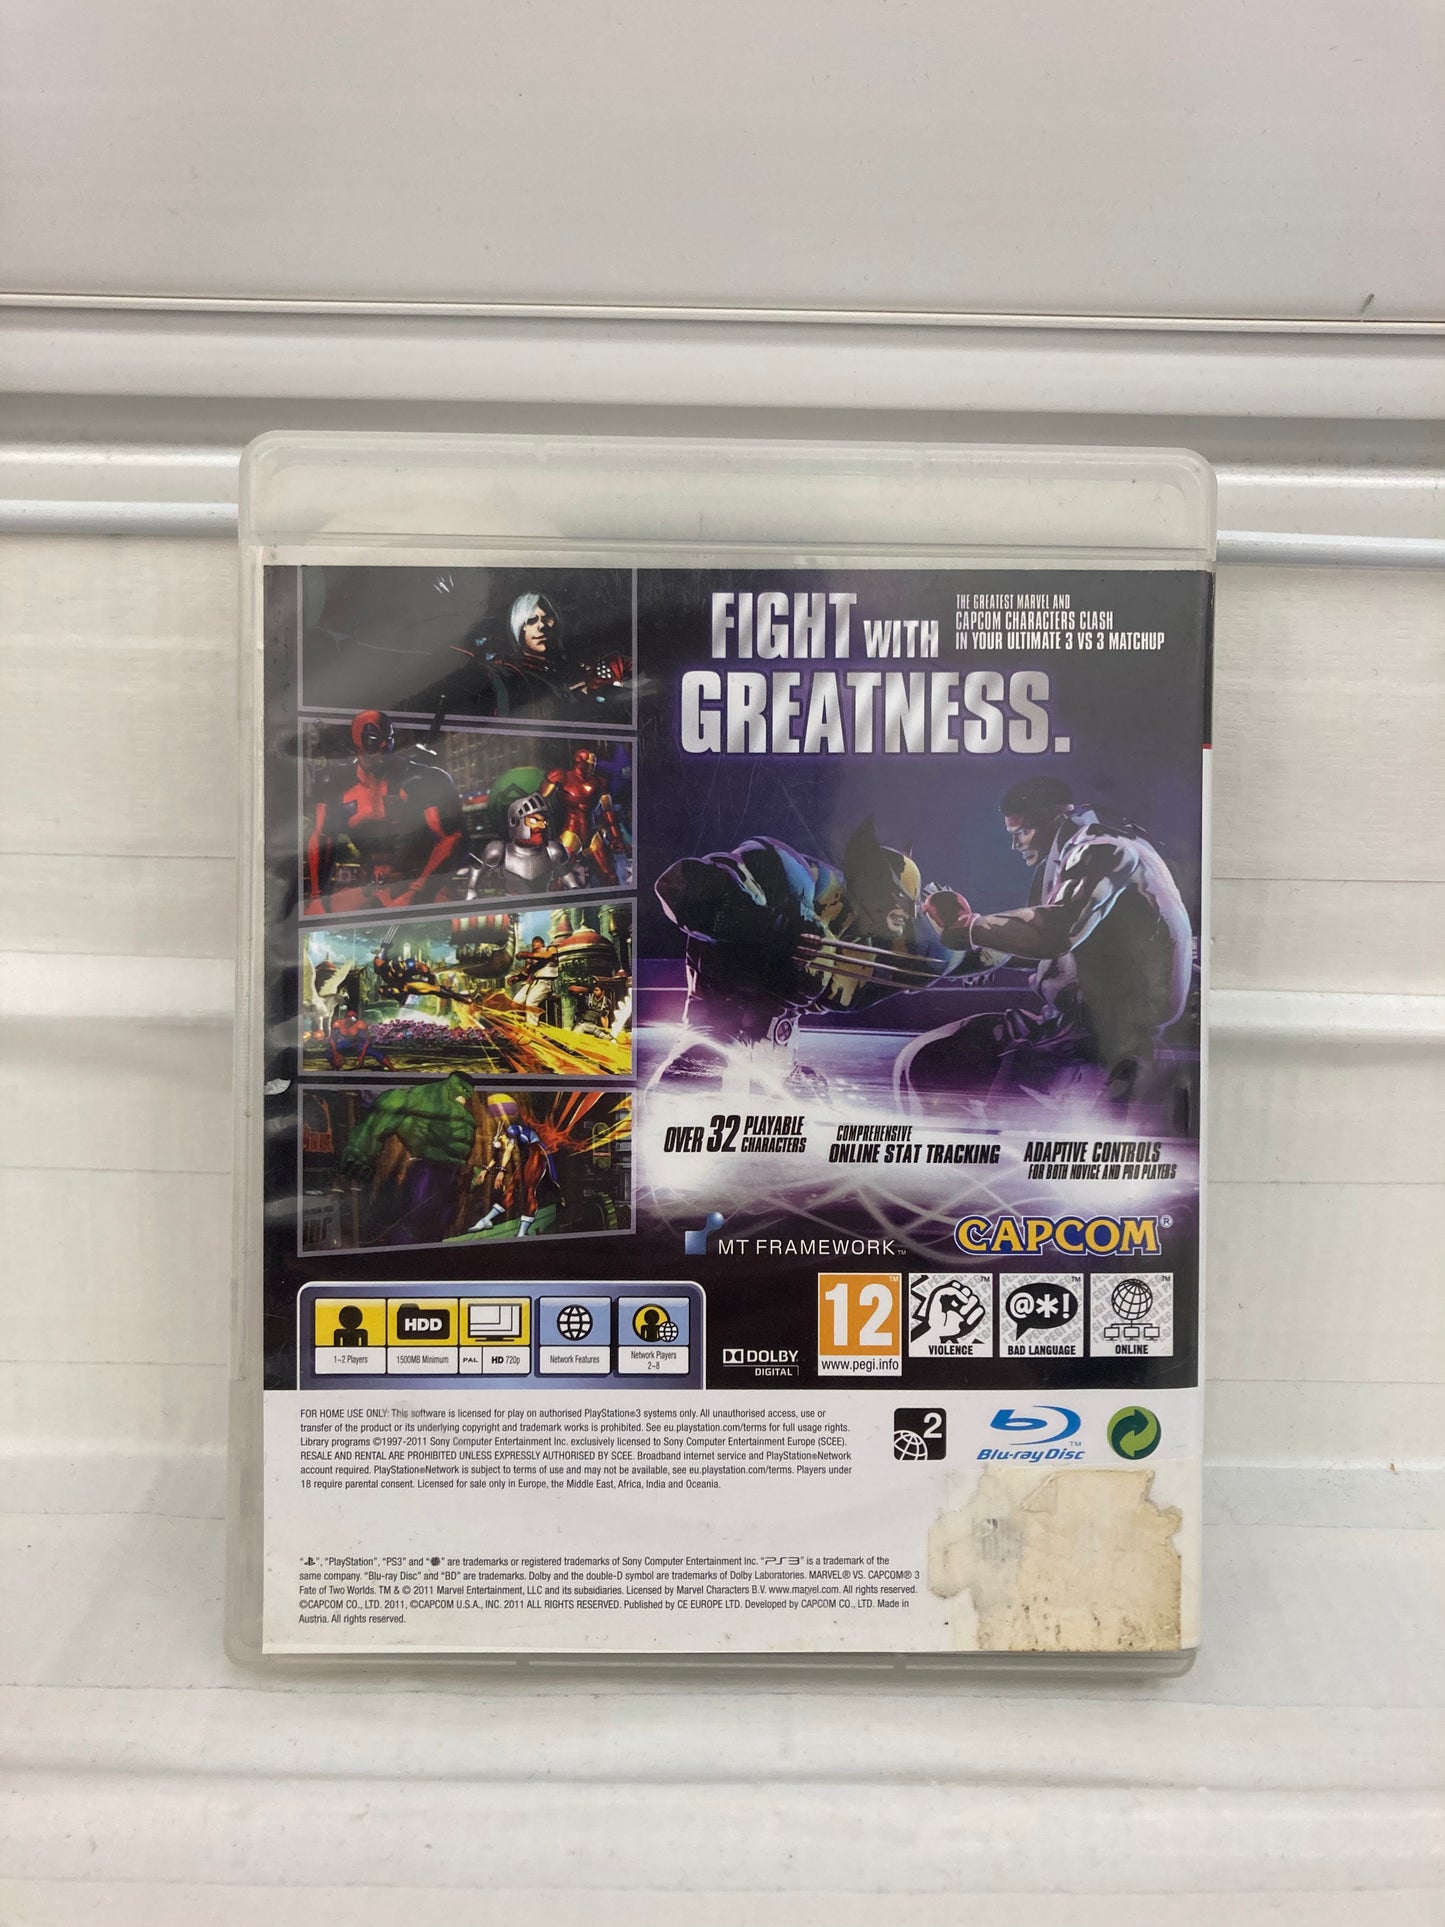 FIGHT WITH
GREATNESS.
THE GREATEST MARVEL AND
CAPCOM CHARACTERS CLASH
IN YOUR ULTIMATE 3 VS 3 MATCHUP
OVER 32 PLAYABLE
CHARACTERS
COMPREHENSIVE
ONLINE STAT TRACKING
ADAPTIVE CONTROLS
FOR BOTH NOVICE AND PRO PLAYERS
MT FRAMEWORK™
CAPCOM®
HDD
1-2 Players
1500MB Minimum
PAL
HD 720p
Network Features
Network Players
2-8
DOLBY
DIGITAL
12™
www.pegi.info
VIOLENCE
@*!
BAD LANGUAGE
ONLINE
FOR HOME USE ONLY: This software is licensed for play on authorised PlayStation®3 systems only. All unauthorised access, use or
transfer of the product or its underlying copyright and trademark works is prohibited. See eu.playstation.com/terms for full usage rights.
Library programs ©1997-2011 Sony Computer Entertainment Inc. exclusively licensed to Sony Computer Entertainment Europe (SCEE).
RESALE AND RENTAL ARE PROHIBITED UNLESS EXPRESSLY AUTHORISED BY SCEE. Broadband internet service and PlayStation®Network
account required. PlayStation®Network is subject to terms of use and may not be available, see eu.playstation.com/terms. Players under
18 require parental consent. Licensed for sale only in Europe, the Middle East, Africa, India and Oceania.
2
Blu-ray Disc™
" ", "PlayStation", "PS3" and " " are trademarks or registered trademarks of Sony Computer Entertainment Inc. "PS3" is a trademark of the
same company. "Blu-ray Disc" and "BD" are trademarks. Dolby and the double-D symbol are trademarks of Dolby Laboratories. MARVEL® VS. CAPCOM® 3
Fate of Two Worlds. TM & © 2011 Marvel Entertainment, LLC and its subsidiaries. Licensed by Marvel Characters B.V. www.marvel.com. All rights reserved.
©CAPCOM CO., LTD. 2011, ©CAPCOM U.S.A., INC. 2011 ALL RIGHTS RESERVED. Published by CE EUROPE LTD. Developed by CAPCOM CO., LTD. Made in
Austria. All rights reserved.